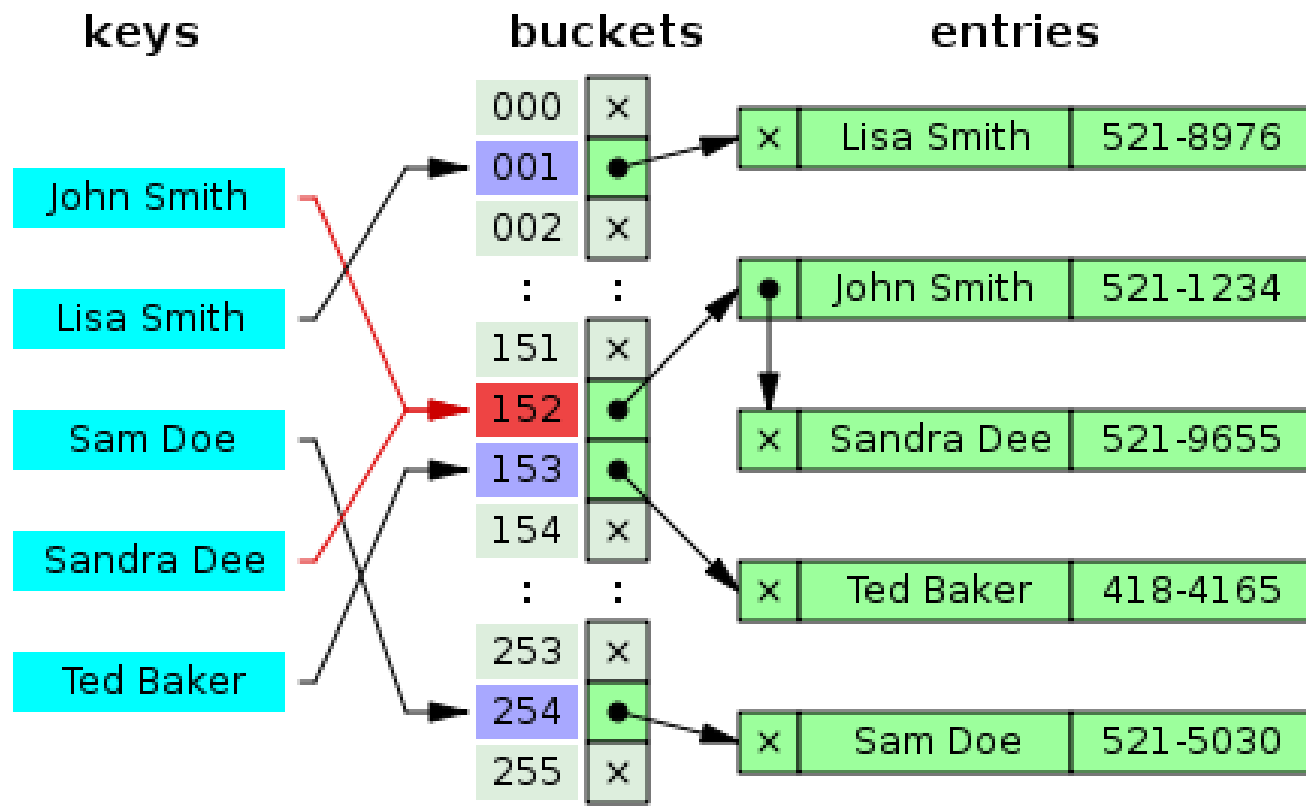 keys buckets entries
000 ×
× Lisa Smith 521-8976
001
John Smith
002 ×
× John Smith 521-1234
: :
Lisa Smith
151 ×
152
Sam Doe
× Sandra Dee 521-9655
153
154 ×
Sandra Dee
× Ted Baker 418-4165
: :
253 ×
Ted Baker
254
× Sam Doe 521-5030
255 ×